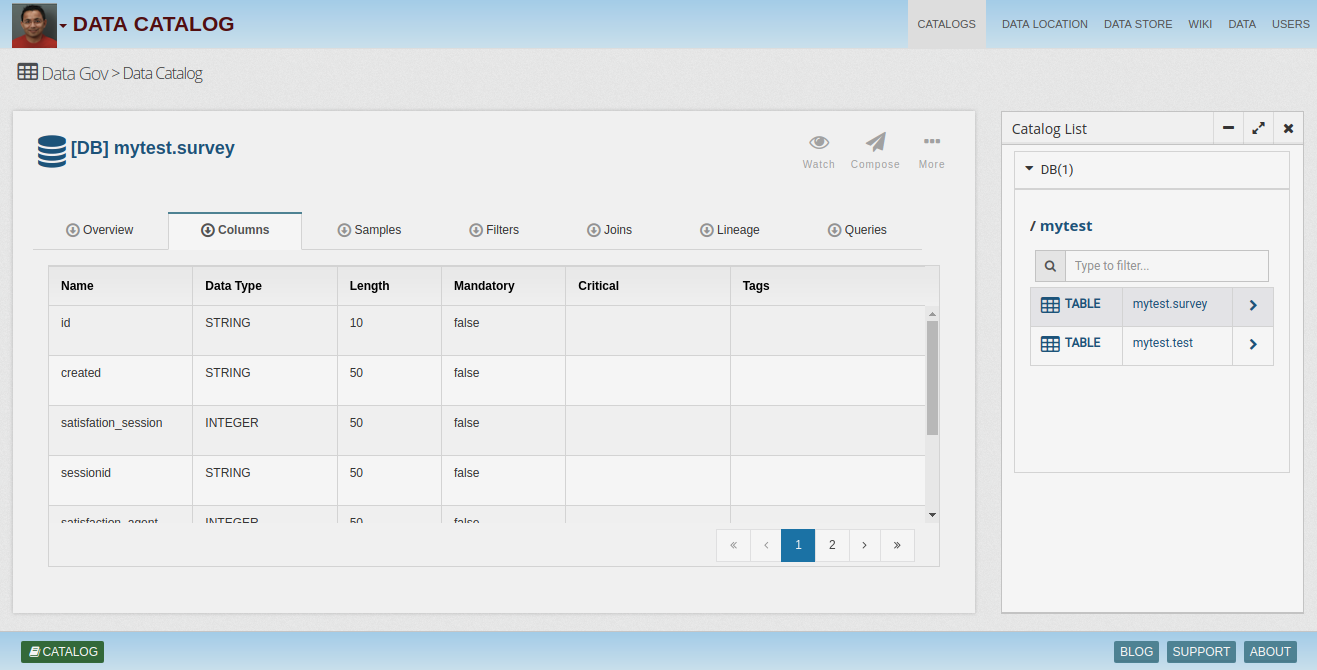 DATA CATALOG
CATALOGS DATA LOCATION DATA STORE WIKI DATA USERS
Data Gov > Data Catalog
[DB] mytest.survey
Watch Compose More
Overview Columns Samples Filters Joins Lineage Queries
Name Data Type Length Mandatory Critical Tags
id STRING 10 false
created STRING 50 false
satisfation_session INTEGER 50 false
sessionid STRING 50 false
satisfaction_agent INTEGER 50 false
« ‹ 1 2 › »
Catalog List
DB(1)
/ mytest
Type to filter...
TABLE mytest.survey
TABLE mytest.test
CATALOG
BLOG SUPPORT ABOUT